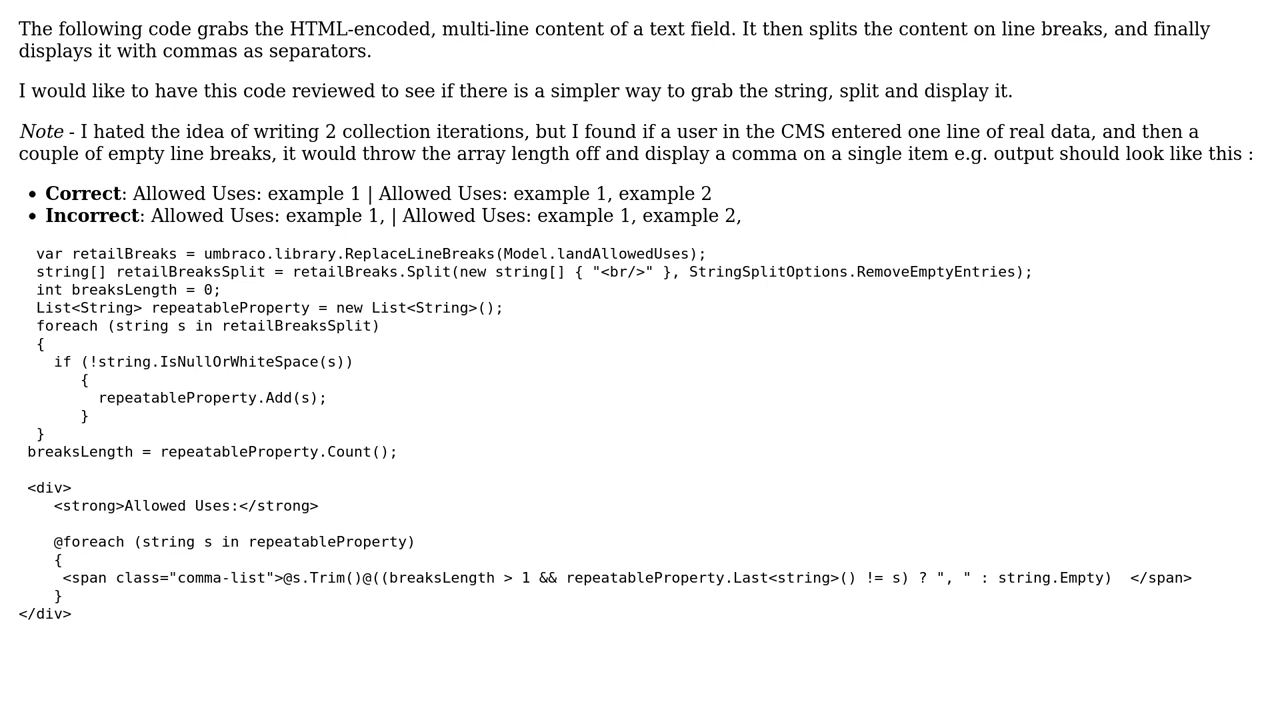 The following code grabs the HTML-encoded, multi-line content of a text field. It then splits the content on line breaks, and finally
displays it with commas as separators.
I would like to have this code reviewed to see if there is a simpler way to grab the string, split and display it.
Note - I hated the idea of writing 2 collection iterations, but I found if a user in the CMS entered one line of real data, and then a
couple of empty line breaks, it would throw the array length off and display a comma on a single item e.g. output should look like this :
• Correct: Allowed Uses: example 1 | Allowed Uses: example 1, example 2
• Incorrect: Allowed Uses: example 1, | Allowed Uses: example 1, example 2,
  var retailBreaks = umbraco.library.ReplaceLineBreaks(Model.landAllowedUses);
  string[] retailBreaksSplit = retailBreaks.Split(new string[] { "<br/>" }, StringSplitOptions.RemoveEmptyEntries);
  int breaksLength = 0;
  List<String> repeatableProperty = new List<String>();
  foreach (string s in retailBreaksSplit)
  {
    if (!string.IsNullOrWhiteSpace(s))
       {
         repeatableProperty.Add(s);
       }
  }
 breaksLength = repeatableProperty.Count();
 <div>
    <strong>Allowed Uses:</strong>
    @foreach (string s in repeatableProperty)
    {
     <span class="comma-list">@s.Trim()@((breaksLength > 1 && repeatableProperty.Last<string>() != s) ? ", " : string.Empty)  </span>
    }
</div>